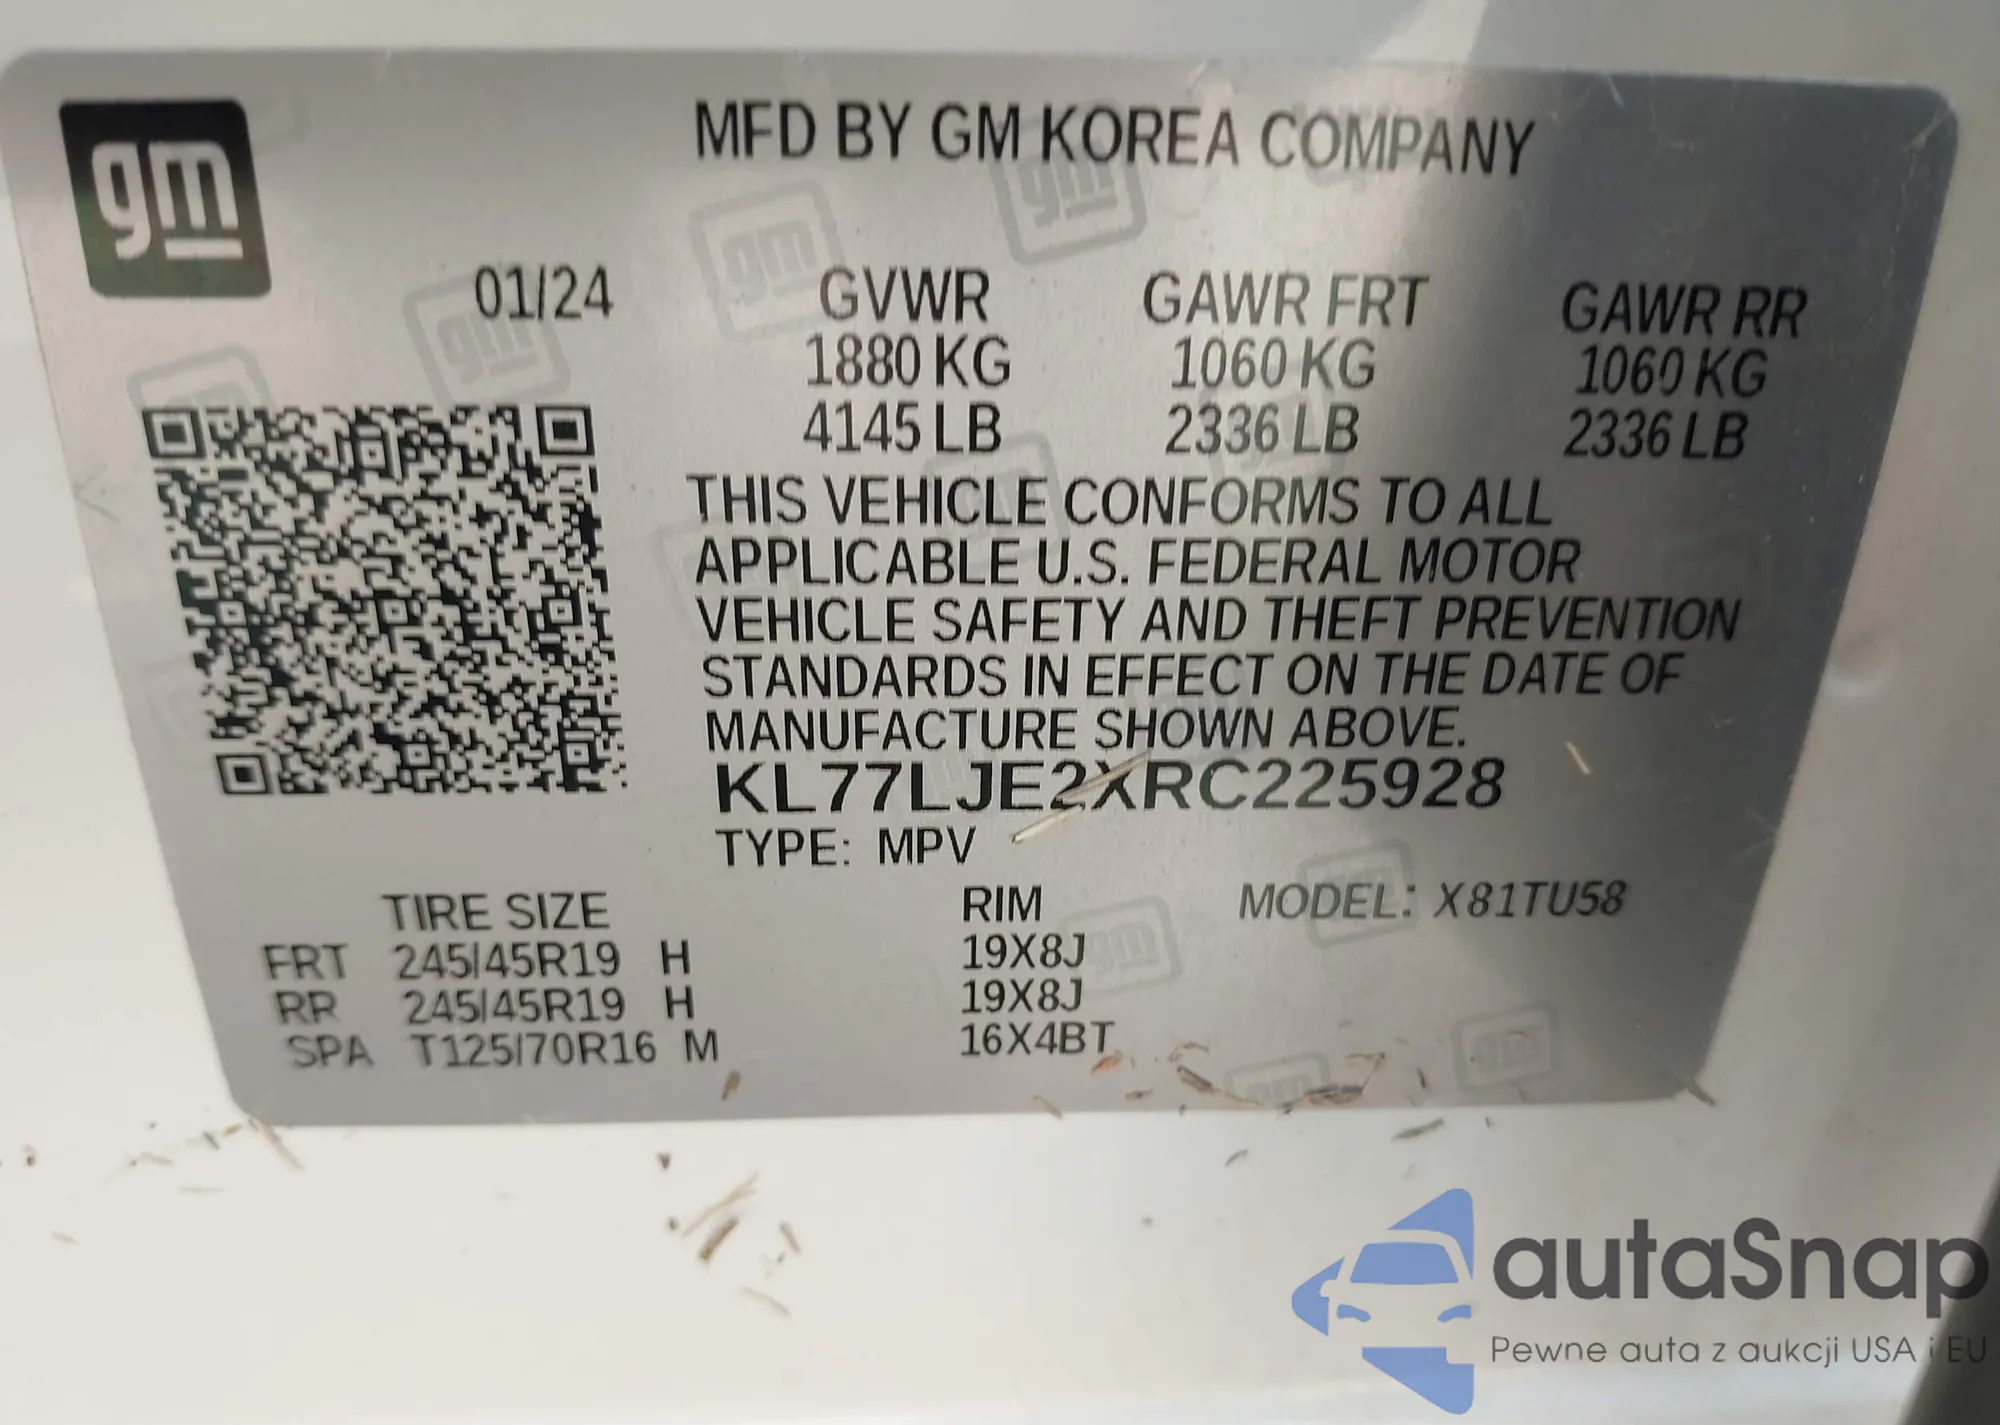 gm
MFD BY GM KOREA COMPANY
01/24 GVWR GAWR FRT GAWR RR
1880 KG 1060 KG 1060 KG
4145 LB 2336 LB 2336 LB
THIS VEHICLE CONFORMS TO ALL
APPLICABLE U.S. FEDERAL MOTOR
VEHICLE SAFETY AND THEFT PREVENTION
STANDARDS IN EFFECT ON THE DATE OF
MANUFACTURE SHOWN ABOVE.
KL77LJE2XRC225928
TYPE: MPV
TIRE SIZE RIM MODEL: X81TU58
FRT 245/45R19 H 19X8J
RR 245/45R19 H 19X8J
SPA T125/70R16 M 16X4BT
autaSnap
Pewne auta z aukcji USA i EU